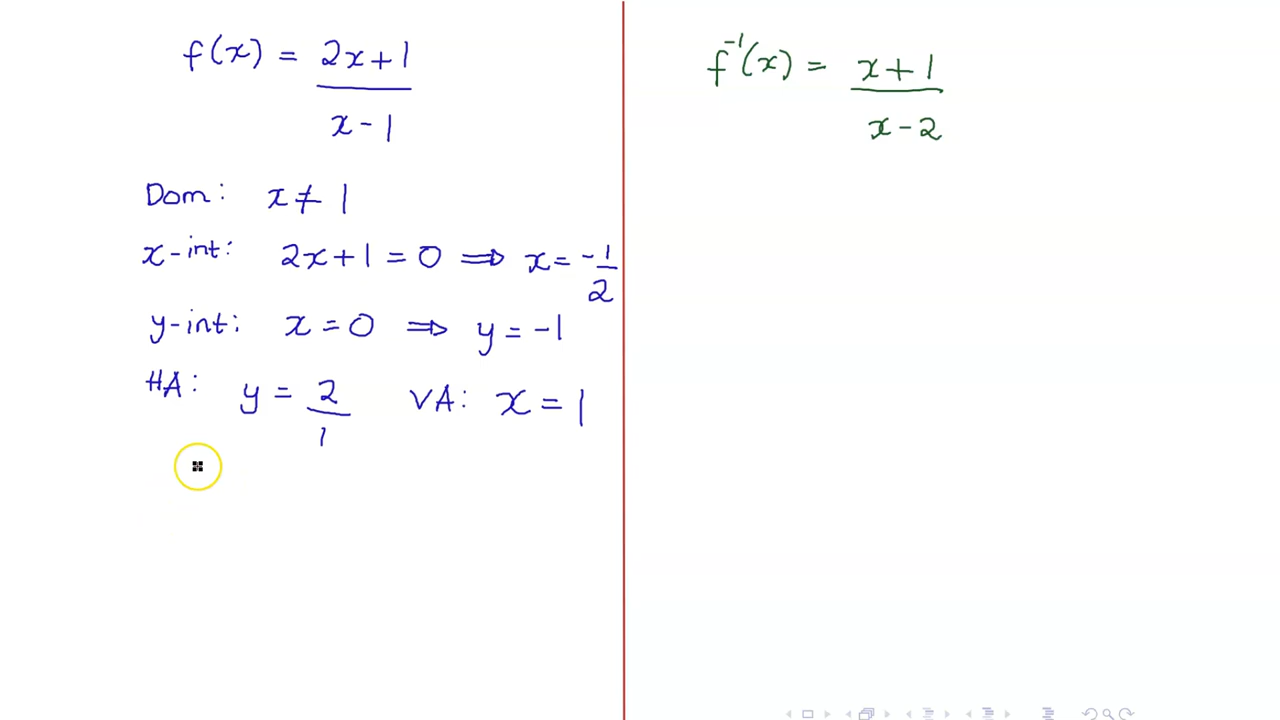 f(x) = 2x+1
x-1
Dom: x ≠ 1
x-int: 2x+1=0 ⟹ x=-1/2
y-int: x=0 ⟹ y=-1
HA: y = 2/1 VA: x=1
f⁻¹(x) = x+1
x-2